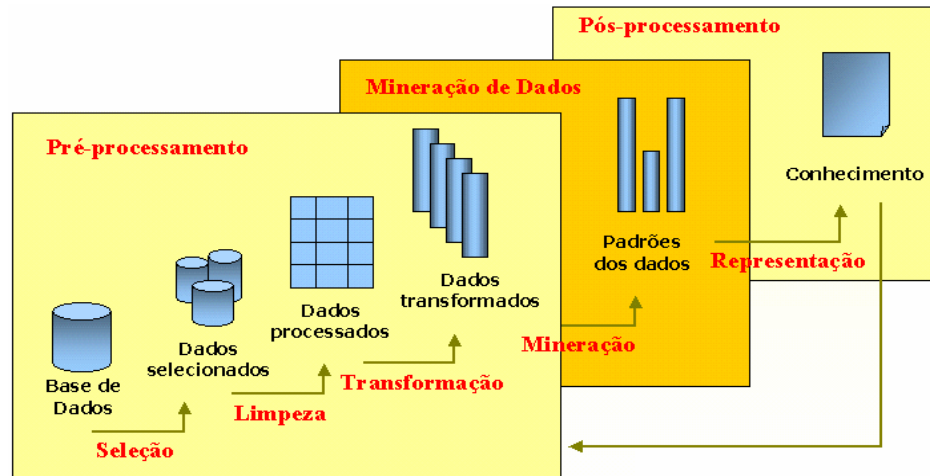 Pós-processamento
Mineração de Dados
Pré-processamento
Conhecimento
Padrões
dos dados
Representação
Dados
transformados
Dados
processados
Mineração
Dados
selecionados
Transformação
Base de
Dados
Limpeza
Seleção